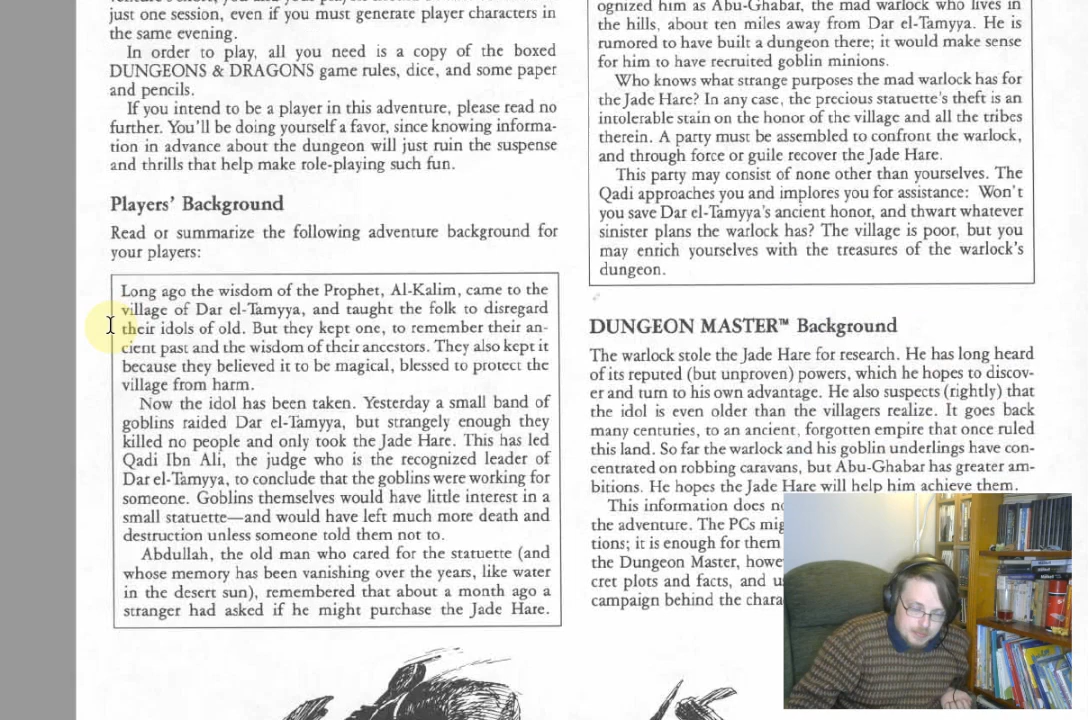 just one session, even if you must generate player characters in
the same evening.
In order to play, all you need is a copy of the boxed
DUNGEONS & DRAGONS game rules, dice, and some paper
and pencils.
If you intend to be a player in this adventure, please read no
further. You'll be doing yourself a favor, since knowing informa-
tion in advance about the dungeon will just ruin the suspense
and thrills that help make role-playing such fun.
Players' Background
Read or summarize the following adventure background for
your players:
Long ago the wisdom of the Prophet, Al-Kalim, came to the
village of Dar el-Tamyya, and taught the folk to disregard
their idols of old. But they kept one, to remember their an-
cient past and the wisdom of their ancestors. They also kept it
because they believed it to be magical, blessed to protect the
village from harm.
Now the idol has been taken. Yesterday a small band of
goblins raided Dar el-Tamyya, but strangely enough they
killed no people and only took the Jade Hare. This has led
Qadi Ibn Ali, the judge who is the recognized leader of
Dar el-Tamyya, to conclude that the goblins were working for
someone. Goblins themselves would have little interest in a
small statuette—and would have left much more death and
destruction unless someone told them not to.
Abdullah, the old man who cared for the statuette (and
whose memory has been vanishing over the years, like water
in the desert sun), remembered that about a month ago a
stranger had asked if he might purchase the Jade Hare.
ognized him as Abu-Ghabar, the mad warlock who lives in
the hills, about ten miles away from Dar el-Tamyya. He is
rumored to have built a dungeon there; it would make sense
for him to have recruited goblin minions.
Who knows what strange purposes the mad warlock has for
the Jade Hare? In any case, the precious statuette's theft is an
intolerable stain on the honor of the village and all the tribes
therein. A party must be assembled to confront the warlock,
and through force or guile recover the Jade Hare.
This party may consist of none other than yourselves. The
Qadi approaches you and implores you for assistance: Won't
you save Dar el-Tamyya's ancient honor, and thwart whatever
sinister plans the warlock has? The village is poor, but you
may enrich yourselves with the treasures of the warlock's
dungeon.
DUNGEON MASTER™ Background
The warlock stole the Jade Hare for research. He has long heard
of its reputed (but unproven) powers, which he hopes to discov-
er and turn to his own advantage. He also suspects (rightly) that
the idol is even older than the villagers realize. It goes back
many centuries, to an ancient, forgotten empire that once ruled
this land. So far the warlock and his goblin underlings have con-
centrated on robbing caravans, but Abu-Ghabar has greater am-
bitions. He hopes the Jade Hare will help him achieve them.
This information does
the adventure. The PCs
tions; it is enough for them
the Dungeon Master,
cret plots and facts, and
campaign behind the